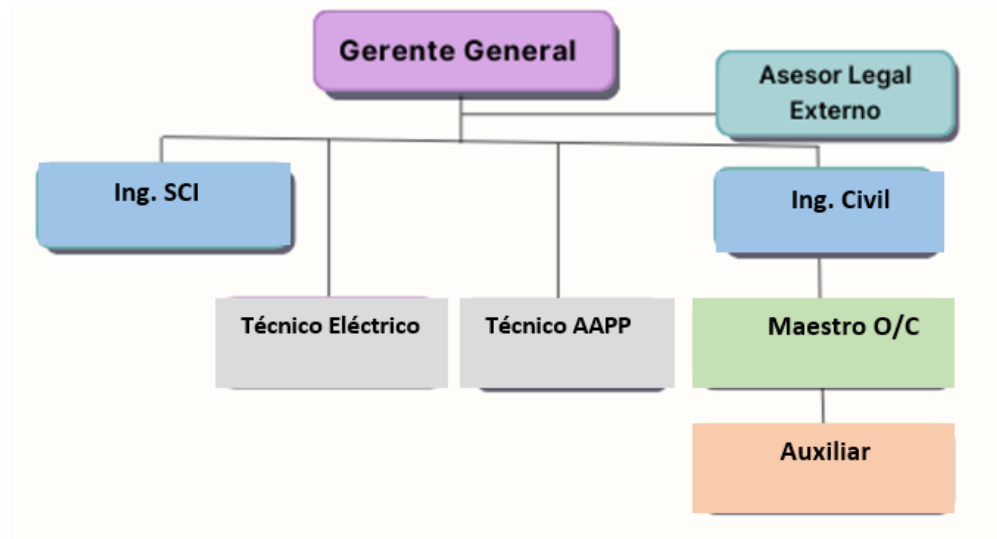 Gerente General
Asesor Legal
Externo
Ing. SCI
Ing. Civil
Técnico Eléctrico
Técnico AAPP
Maestro O/C
Auxiliar